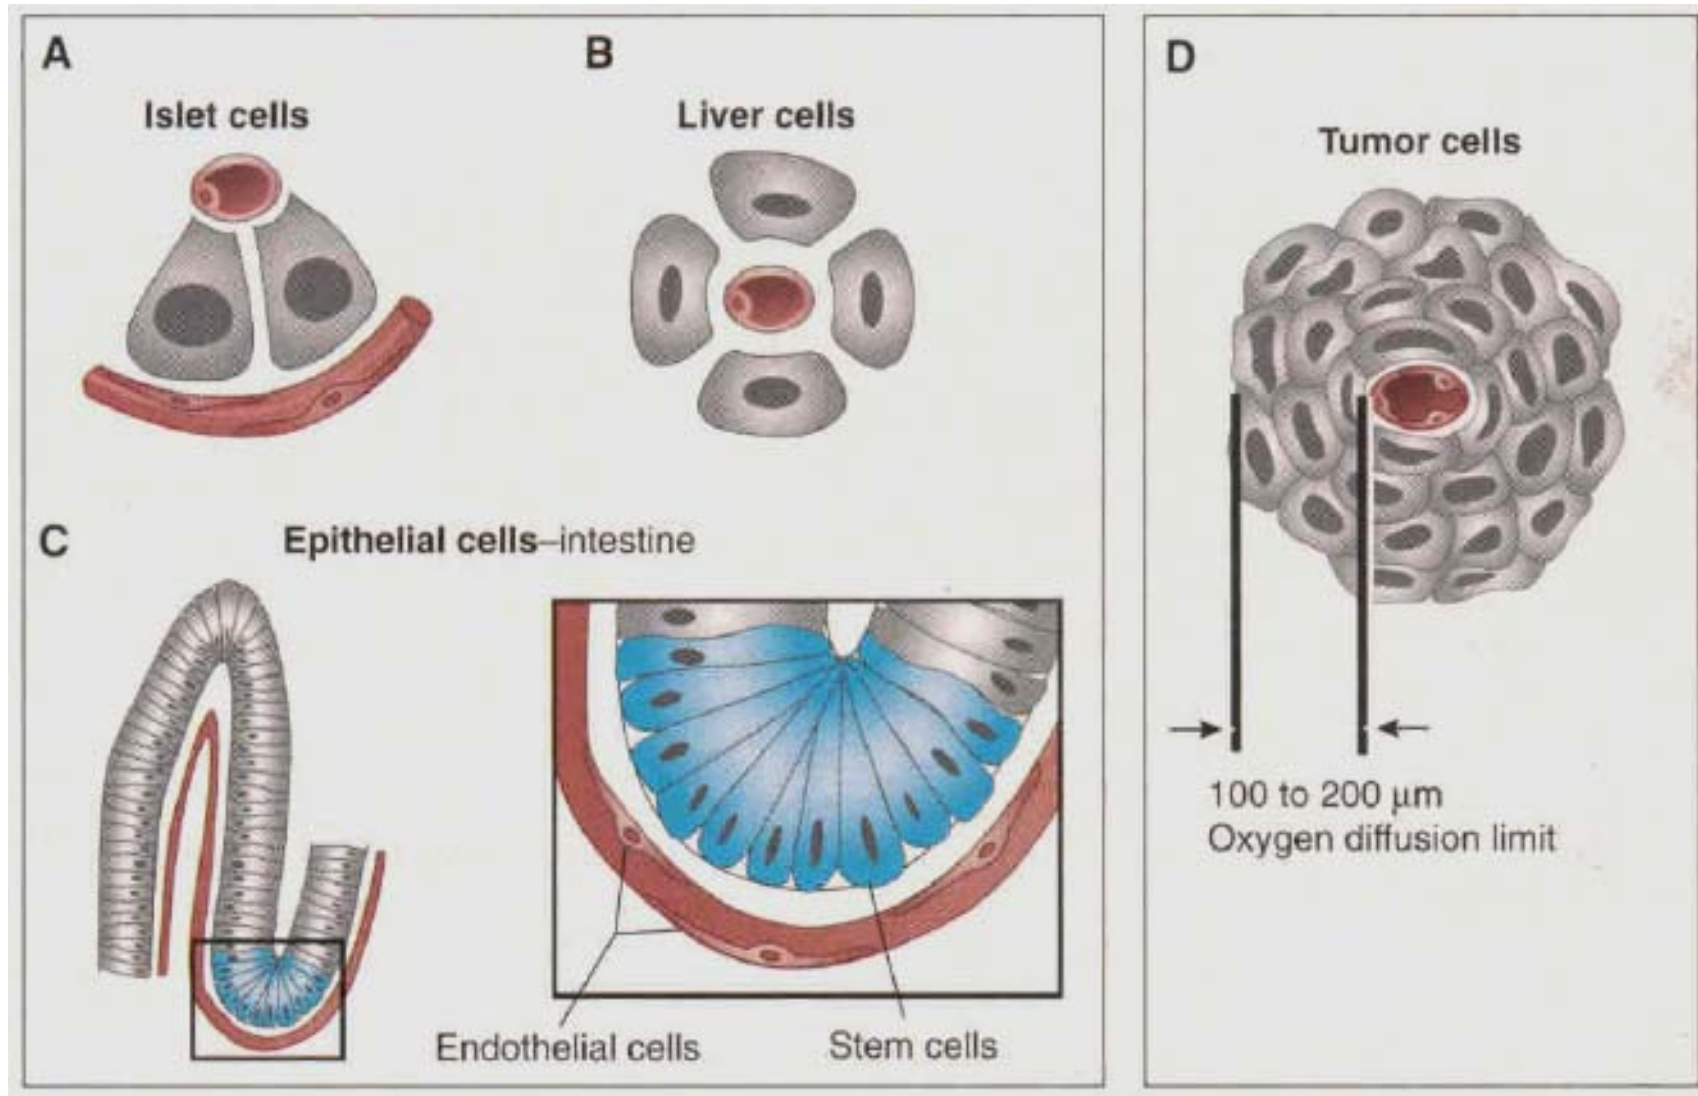 A
Islet cells
B
Liver cells
C
Epithelial cells–intestine
Endothelial cells
Stem cells
D
Tumor cells
100 to 200 μm
Oxygen diffusion limit